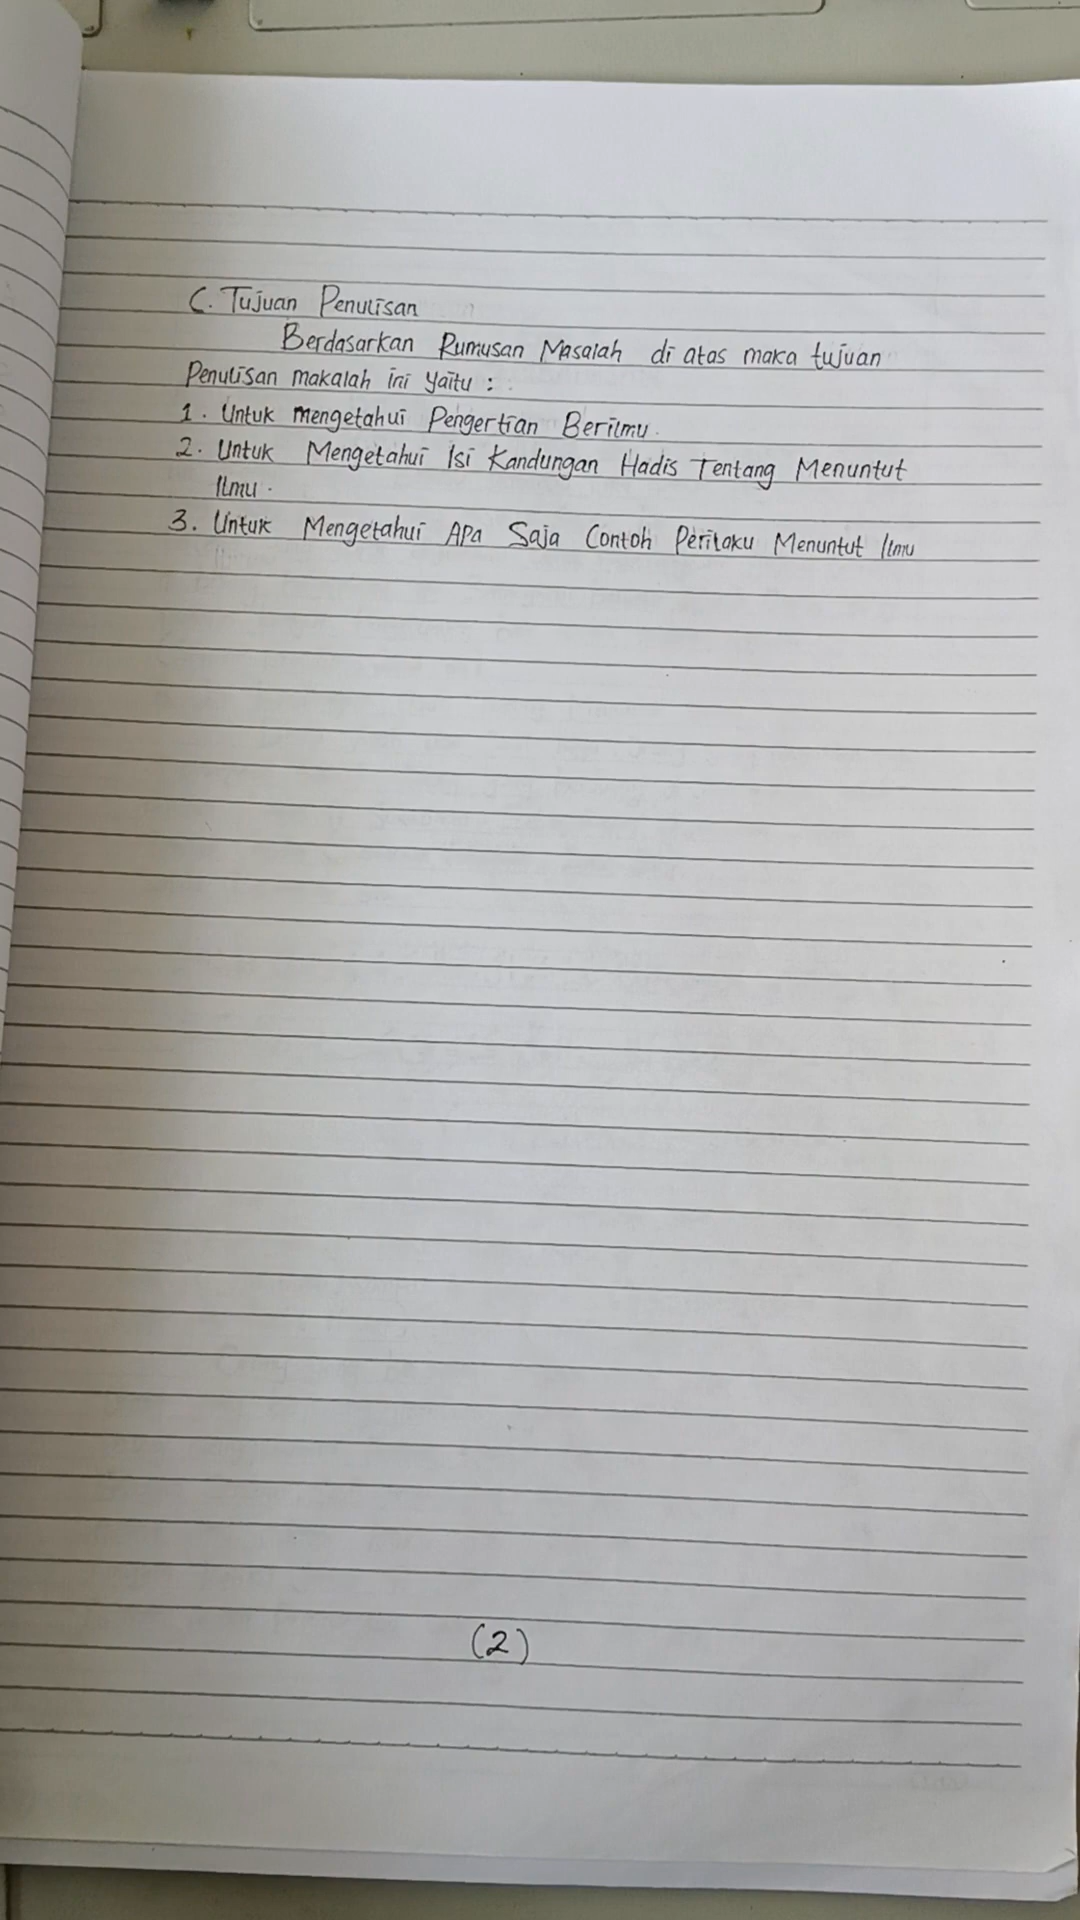 C. Tujuan Penulisan
Berdasarkan Rumusan Masalah di atas maka tujuan
Penulisan makalah ini yaitu :
1. Untuk mengetahui Pengertian Berilmu.
2. Untuk Mengetahui Isi Kandungan Hadis Tentang Menuntut
Ilmu.
3. Untuk Mengetahui Apa Saja Contoh Perilaku Menuntut Ilmu
(2)